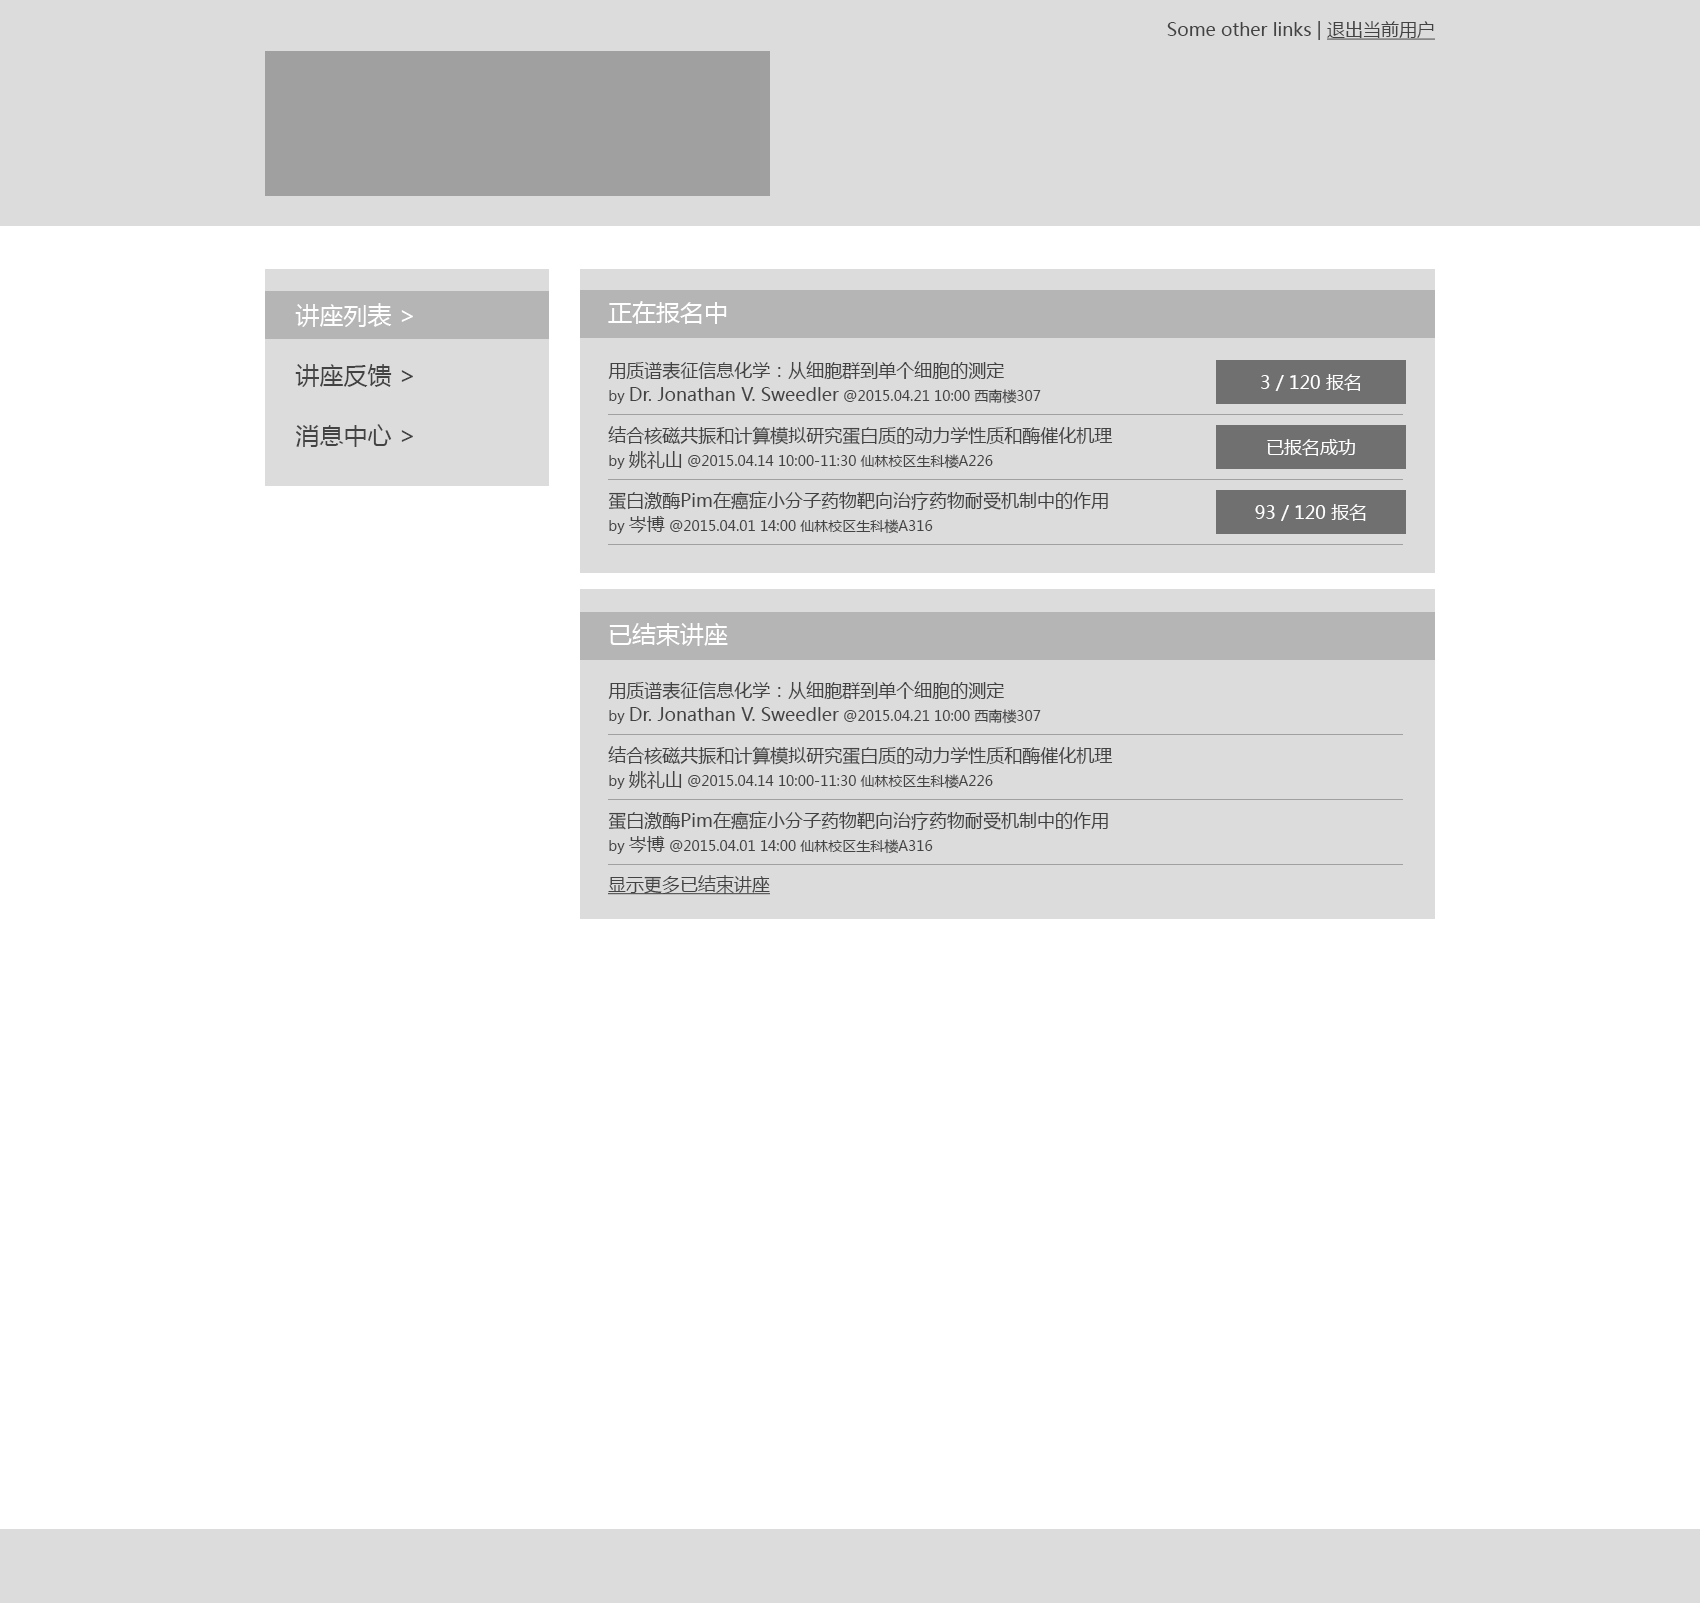 Some other links | 退出当前用户
讲座列表 >
讲座反馈 >
消息中心 >
正在报名中
用质谱表征信息化学：从细胞群到单个细胞的测定
by Dr. Jonathan V. Sweedler @2015.04.21 10:00 西南楼307
3 / 120 报名
结合核磁共振和计算模拟研究蛋白质的动力学性质和酶催化机理
by 姚礼山 @2015.04.14 10:00-11:30 仙林校区生科楼A226
已报名成功
蛋白激酶Pim在癌症小分子药物靶向治疗药物耐受机制中的作用
by 岑博 @2015.04.01 14:00 仙林校区生科楼A316
93 / 120 报名
已结束讲座
用质谱表征信息化学：从细胞群到单个细胞的测定
by Dr. Jonathan V. Sweedler @2015.04.21 10:00 西南楼307
结合核磁共振和计算模拟研究蛋白质的动力学性质和酶催化机理
by 姚礼山 @2015.04.14 10:00-11:30 仙林校区生科楼A226
蛋白激酶Pim在癌症小分子药物靶向治疗药物耐受机制中的作用
by 岑博 @2015.04.01 14:00 仙林校区生科楼A316
显示更多已结束讲座